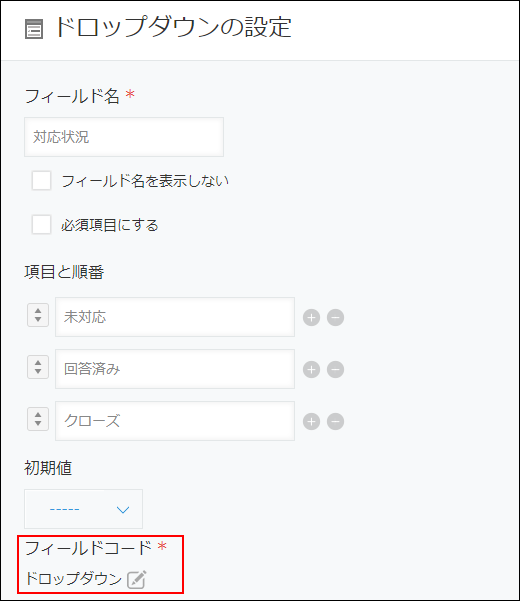 ドロップダウンの設定
フィールド名 *
対応状況
フィールド名を表示しない
必須項目にする
項目と順番
未対応
回答済み
クローズ
初期値
-----
フィールドコード *
ドロップダウン